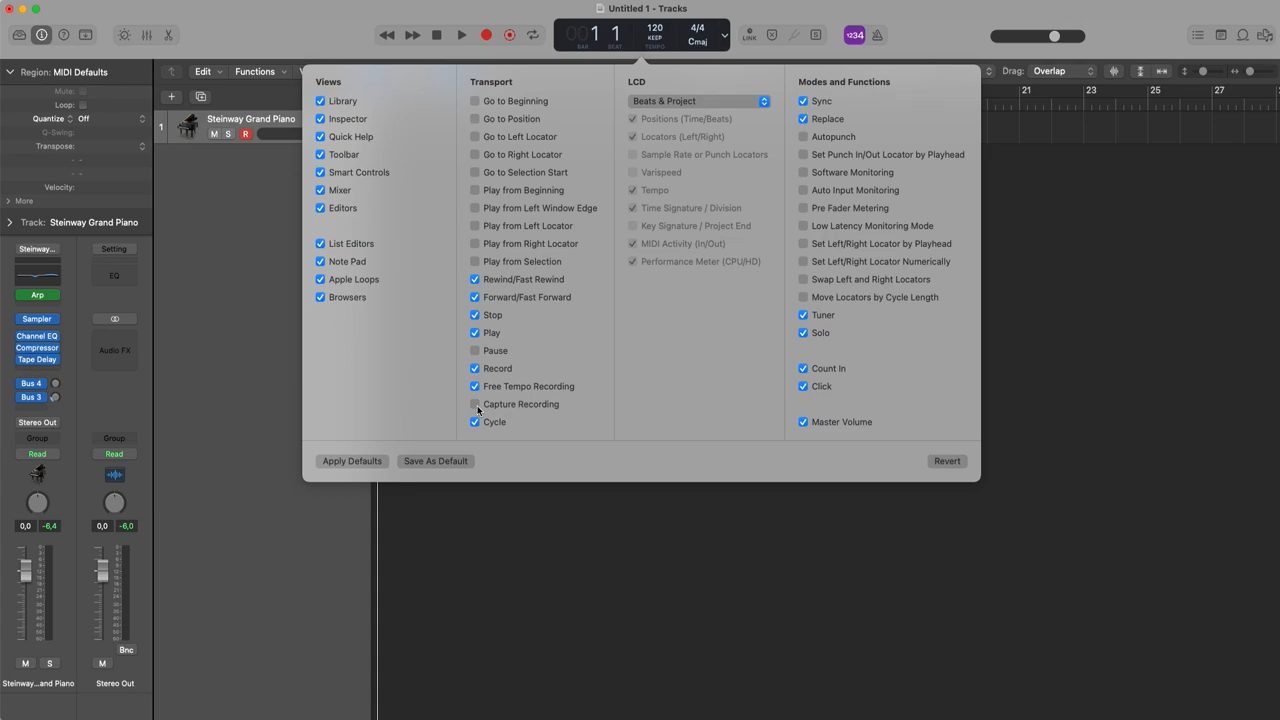 Untitled 1 - Tracks
1 1
BAR BEAT
120
KEEP
TEMPO
4/4
Cmaj
LINK
S
1234
Region: MIDI Defaults
Mute:
Loop:
Quantize Off
Q-Swing:
Transpose:
Velocity:
More
Track: Steinway Grand Piano
Edit Functions
Drag: Overlap
21 23 25 27
1 Steinway Grand Piano
M S R
Views
Library
Inspector
Quick Help
Toolbar
Smart Controls
Mixer
Editors
List Editors
Note Pad
Apple Loops
Browsers
Transport
Go to Beginning
Go to Position
Go to Left Locator
Go to Right Locator
Go to Selection Start
Play from Beginning
Play from Left Window Edge
Play from Left Locator
Play from Right Locator
Play from Selection
Rewind/Fast Rewind
Forward/Fast Forward
Stop
Play
Pause
Record
Free Tempo Recording
Capture Recording
Cycle
LCD
Beats & Project
Positions (Time/Beats)
Locators (Left/Right)
Sample Rate or Punch Locators
Varispeed
Tempo
Time Signature / Division
Key Signature / Project End
MIDI Activity (In/Out)
Performance Meter (CPU/HD)
Modes and Functions
Sync
Replace
Autopunch
Set Punch In/Out Locator by Playhead
Software Monitoring
Auto Input Monitoring
Pre Fader Metering
Low Latency Monitoring Mode
Set Left/Right Locator by Playhead
Set Left/Right Locator Numerically
Swap Left and Right Locators
Move Locators by Cycle Length
Tuner
Solo
Count In
Click
Master Volume
Apply Defaults Save As Default Revert
Steinway... Setting
EQ
Arp
Sampler
Channel EQ
Compressor
Tape Delay
Audio FX
Bus 4
Bus 3
Stereo Out
Group Group
Read Read
0,0 -6,4 0,0 -6,0
Bnc
M S M
Steinway...and Piano Stereo Out